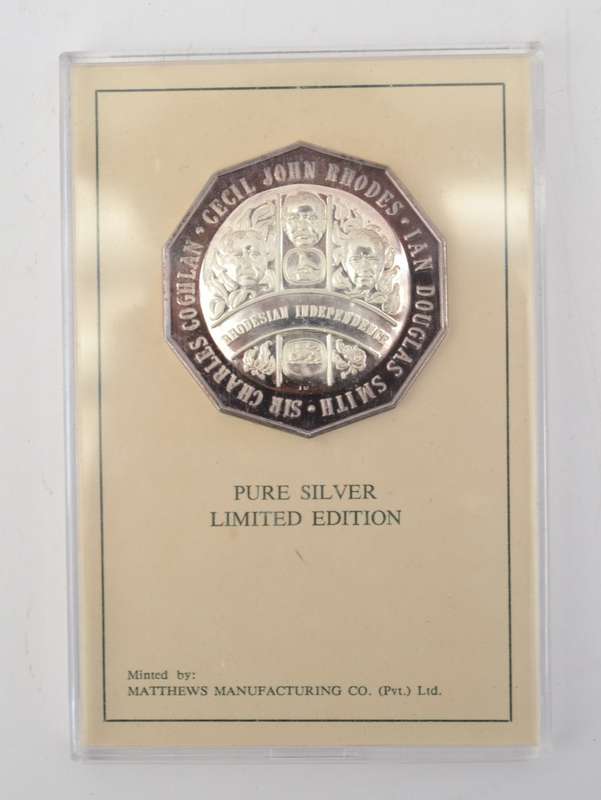 SIR CHARLES COGHLAN • CECIL JOHN RHODES • IAN DOUGLAS SMITH •
RHODESIAN INDEPENDENCE
PURE SILVER
LIMITED EDITION
Minted by:
MATTHEWS MANUFACTURING CO. (Pvt.) Ltd.